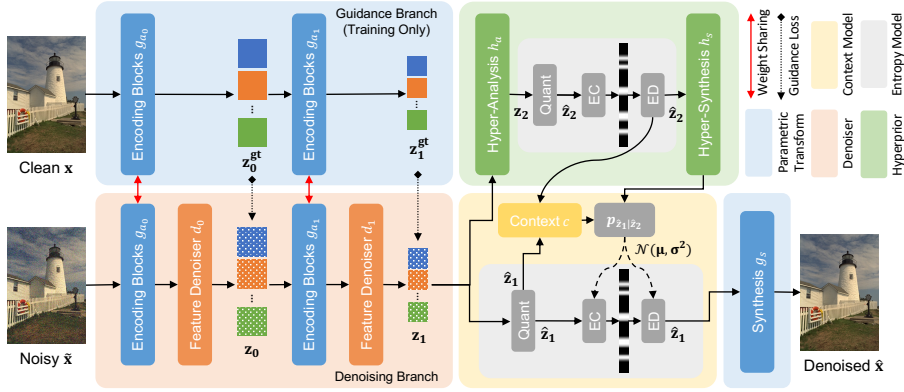 Guidance Branch
(Training Only)
Encoding Blocks g_{a_0}
Encoding Blocks g_{a_1}
z_0^{gt}
z_1^{gt}
Clean x
Hyper-Analysis h_a
z_2
Quant
ẑ_2
EC
ED
ẑ_2
Hyper-Synthesis h_s
Weight Sharing
Guidance Loss
Context Model
Entropy Model
Parametric
Transform
Denoiser
Hyperprior
Encoding Blocks g_{a_0}
Feature Denoiser d_0
z_0
Encoding Blocks g_{a_1}
Feature Denoiser d_1
z_1
Noisy x̃
Denoising Branch
Context c
p_{ẑ_1|ẑ_2}
𝒩(μ, σ²)
ẑ_1
Quant
ẑ_1
EC
ED
ẑ_1
Synthesis g_s
Denoised x̂